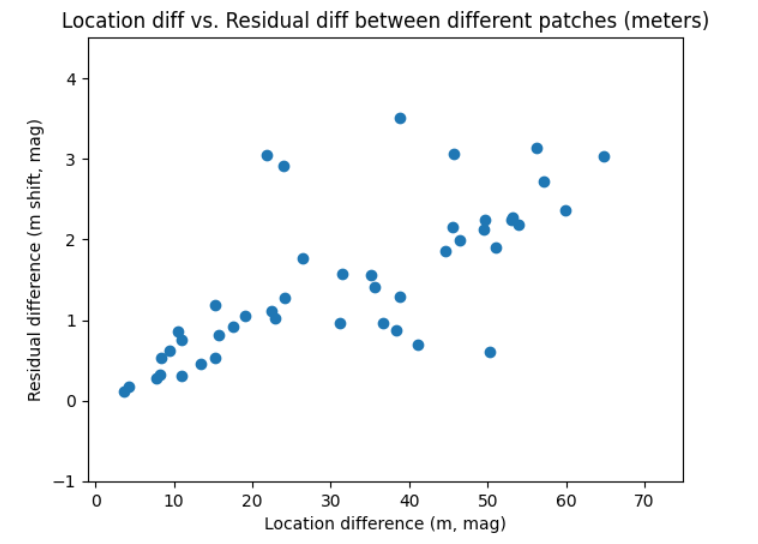 Location diff vs. Residual diff between different patches (meters)
Residual difference (m shift, mag)
4
3
2
1
0
−1
0 10 20 30 40 50 60 70
Location difference (m, mag)